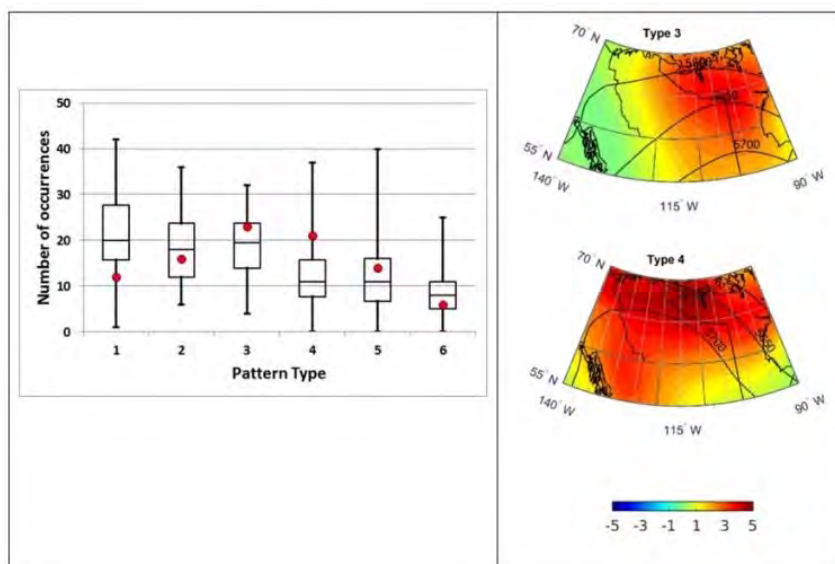 50
40
30
20
10
0
Number of occurrences
1 2 3 4 5 6
Pattern Type
Type 3
70° N
5700
55° N
140° W
90° W
115° W
Type 4
70° N
5700
55° N
140° W
90° W
115° W
-5 -3 -1 1 3 5